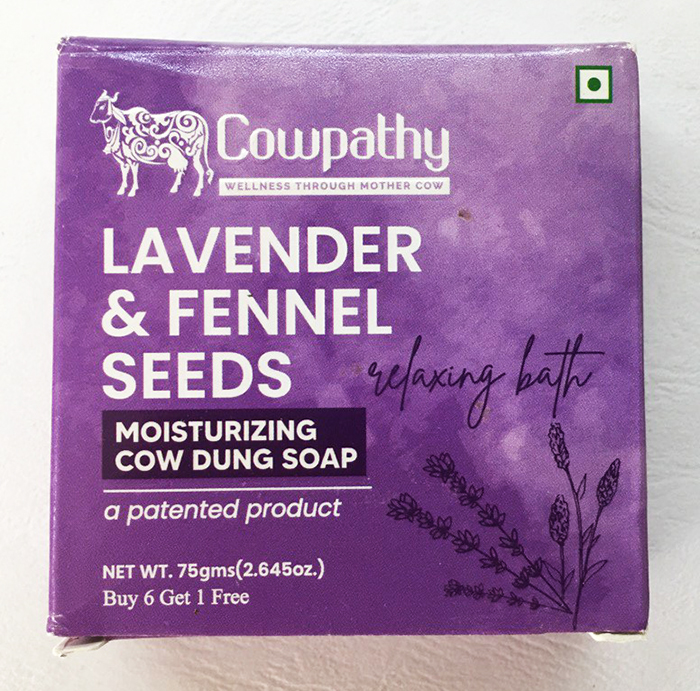 Cowpathy
WELLNESS THROUGH MOTHER COW
LAVENDER
& FENNEL
SEEDS
relaxing bath
MOISTURIZING
COW DUNG SOAP
a patented product
NET WT. 75gms(2.645oz.)
Buy 6 Get 1 Free